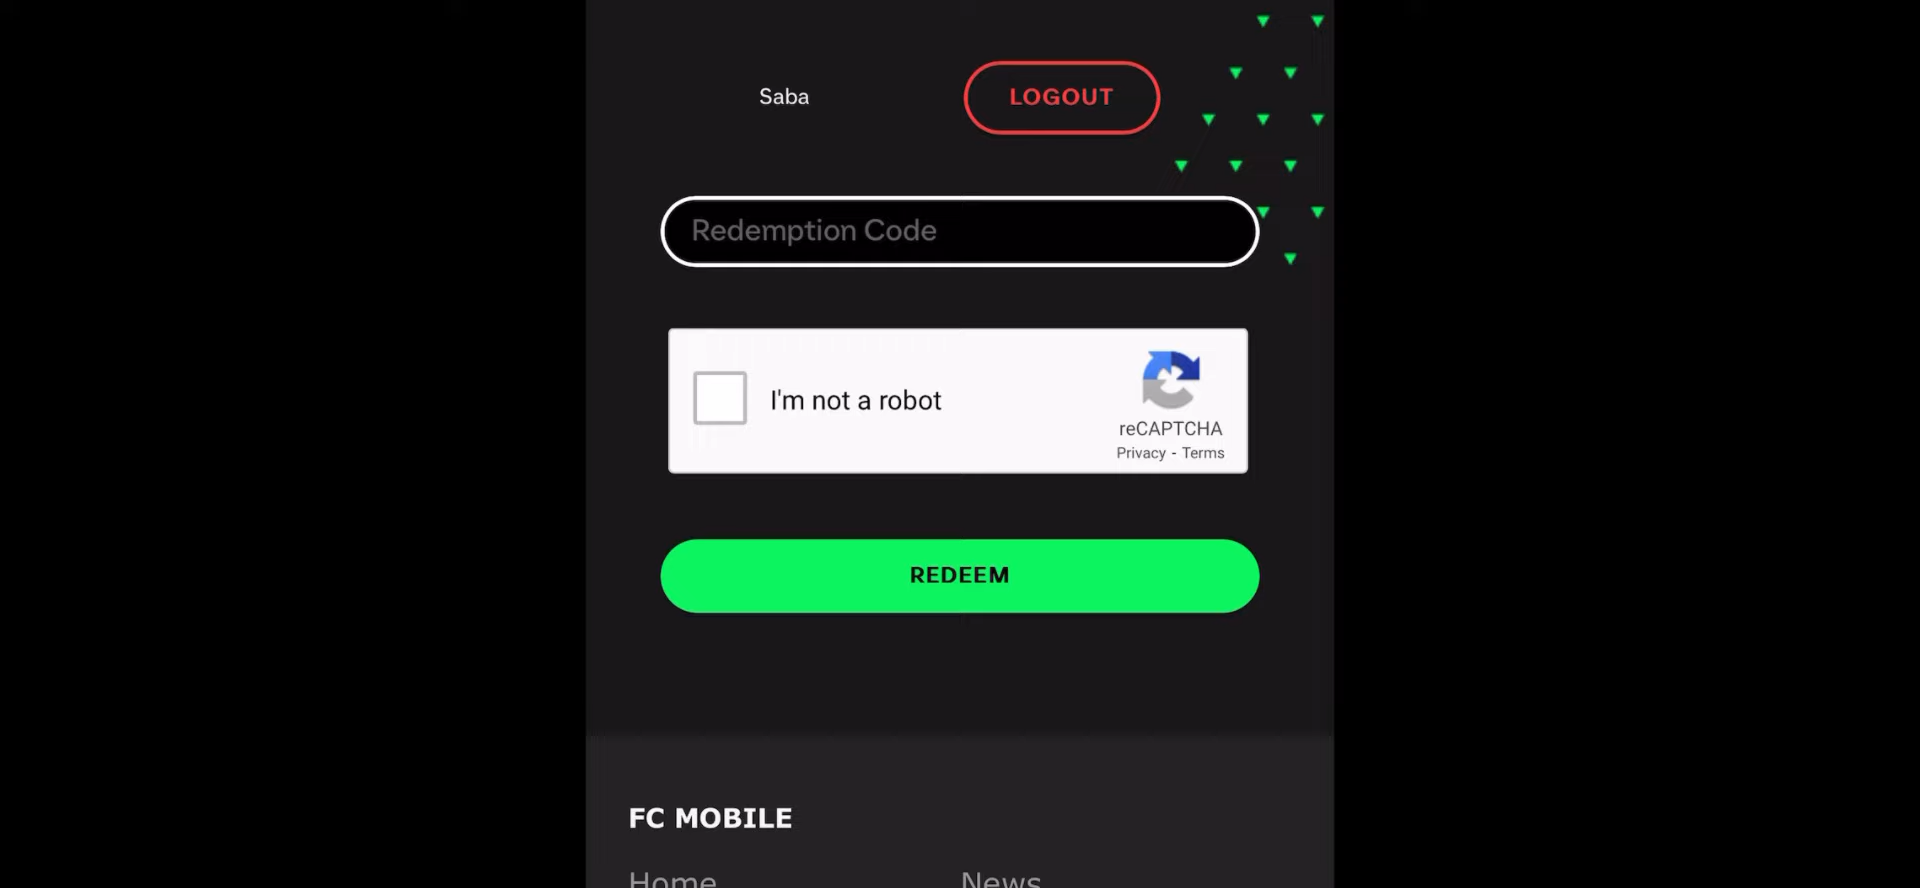 Saba
LOGOUT
Redemption Code
I'm not a robot
reCAPTCHA
Privacy - Terms
REDEEM
FC MOBILE
Home
News